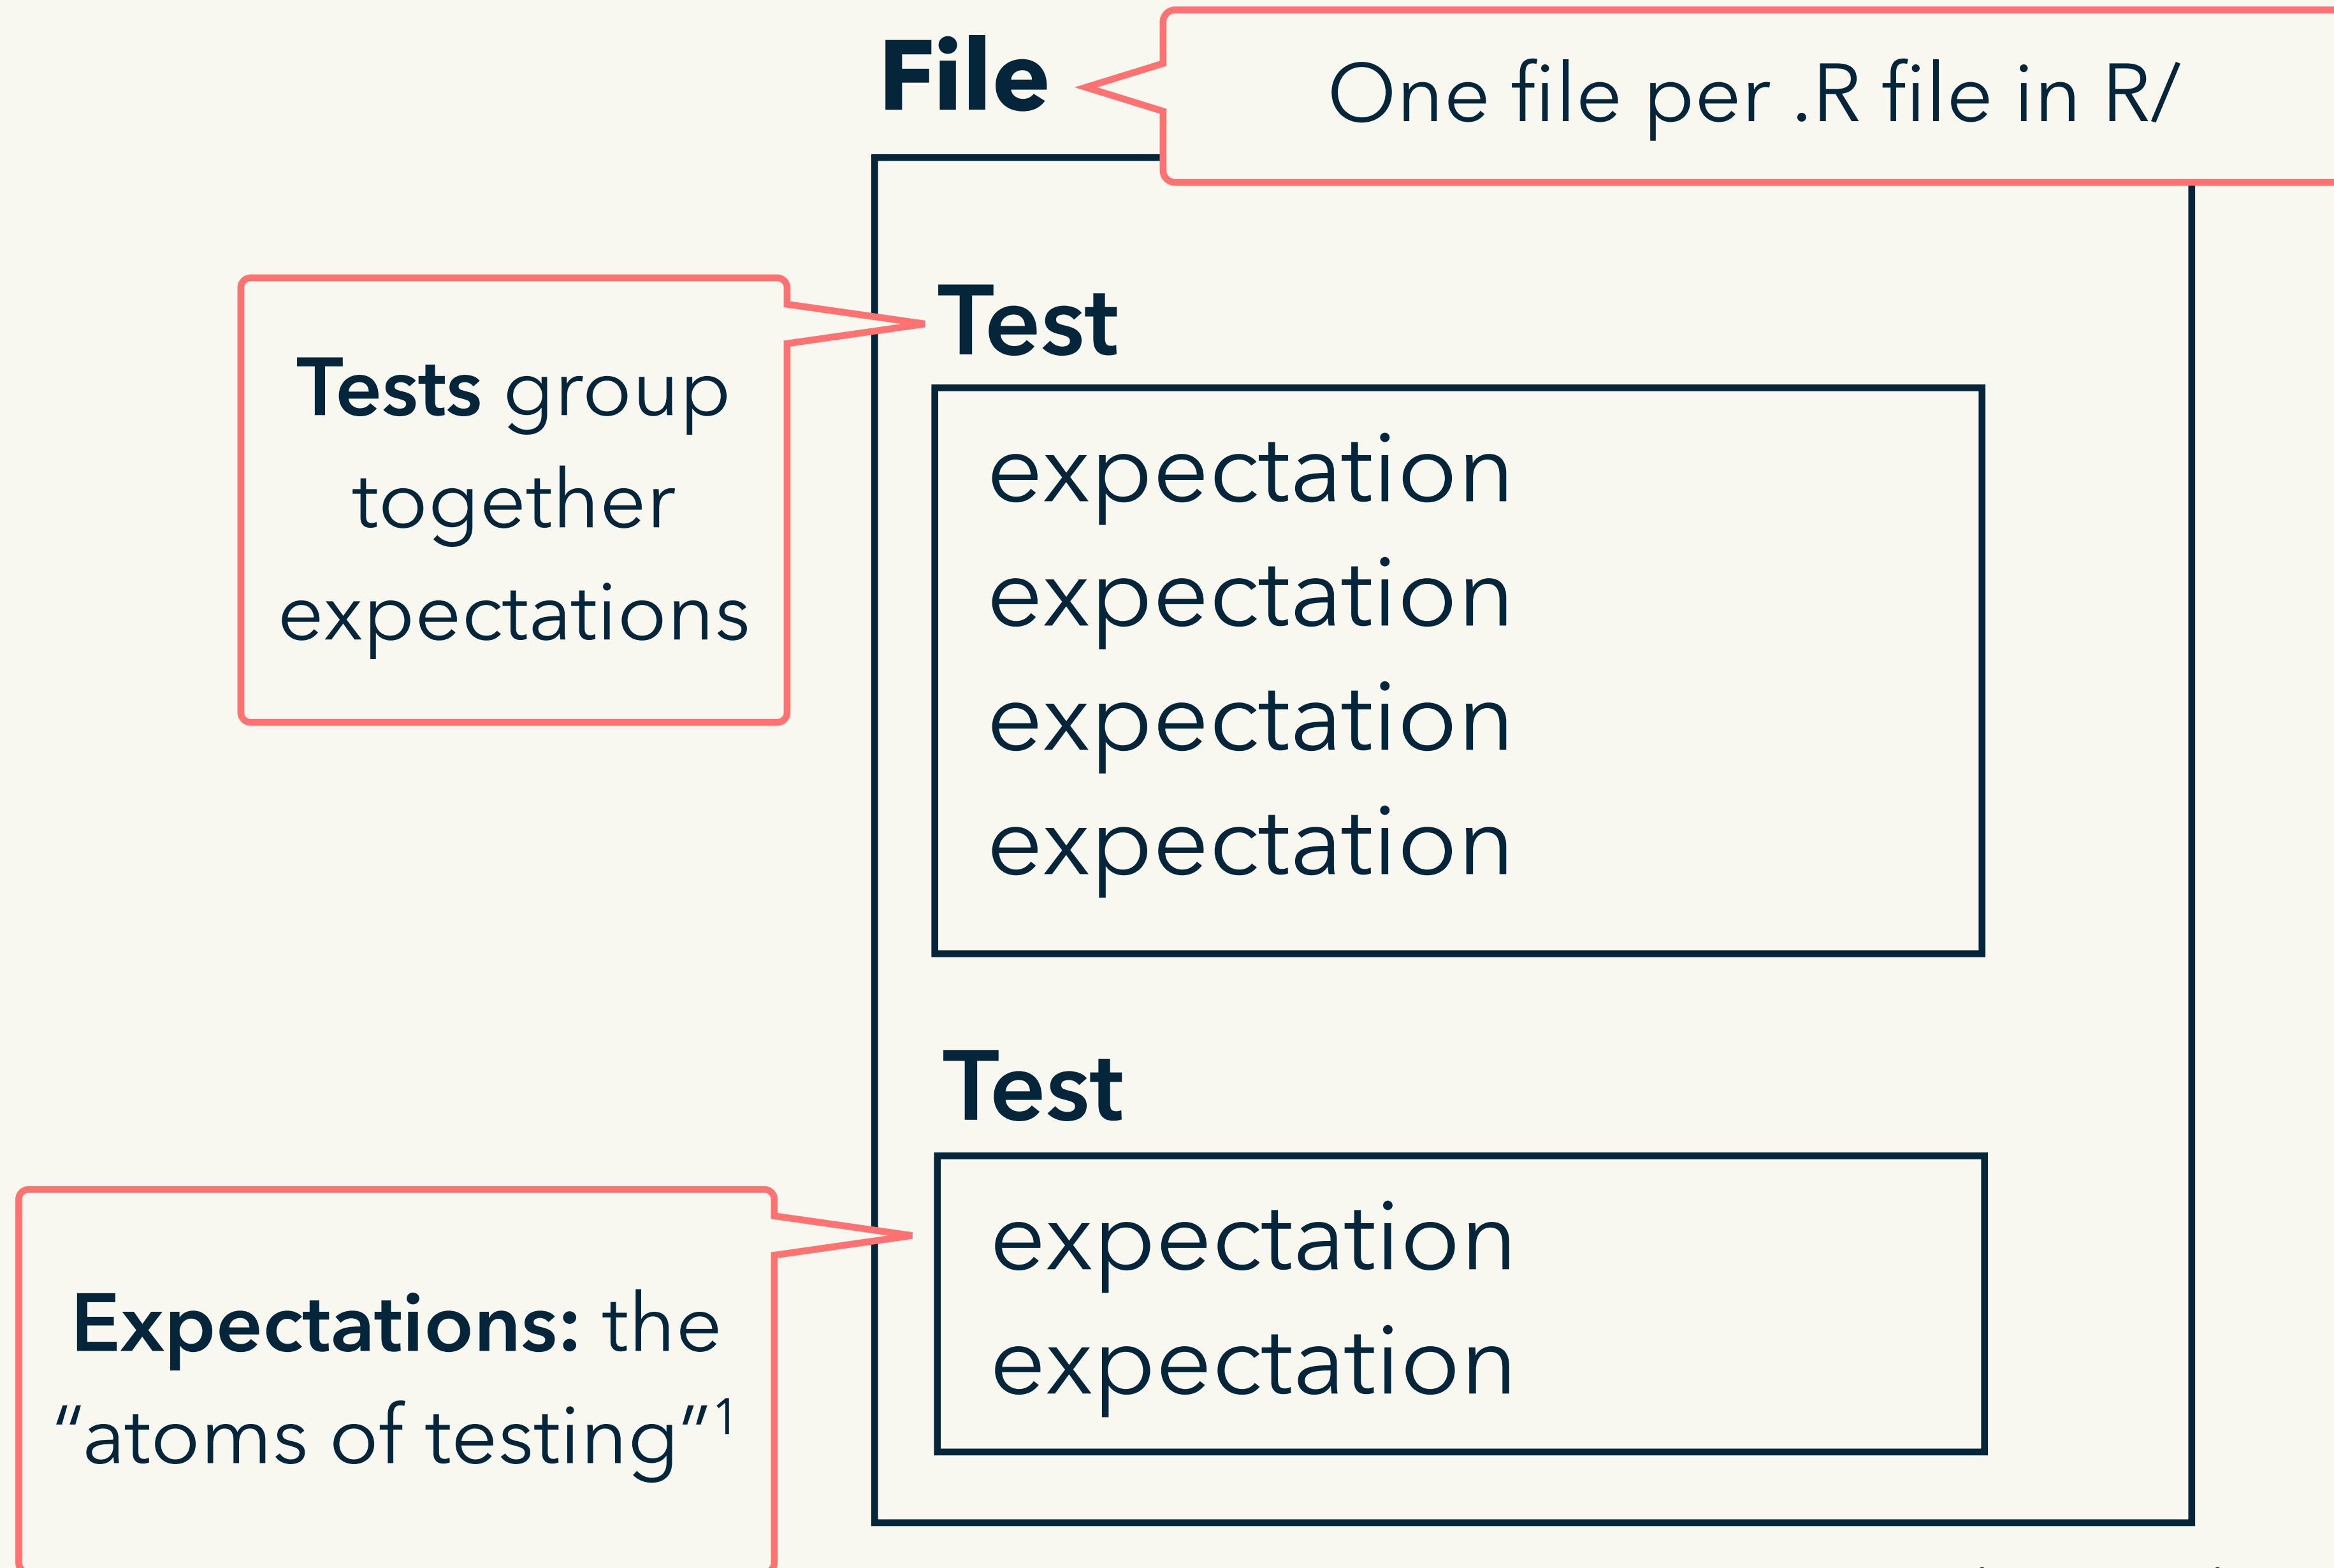 File
One file per .R file in R/
Test
Tests group
together
expectations
expectation
expectation
expectation
expectation
Test
Expectations: the
“atoms of testing”1
expectation
expectation